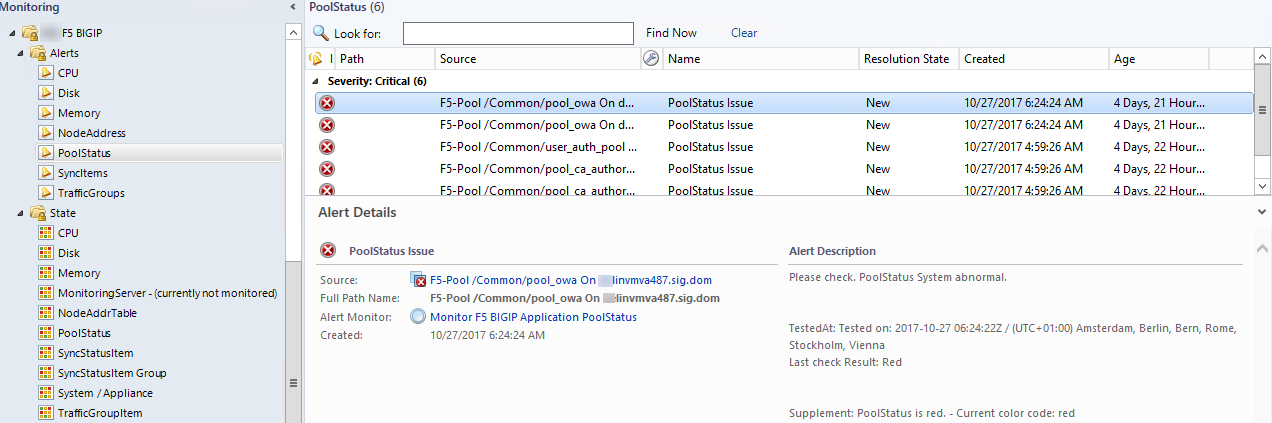 Monitoring
F5 BIGIP
Alerts
CPU
Disk
Memory
NodeAddress
PoolStatus
SyncItems
TrafficGroups
State
CPU
Disk
Memory
MonitoringServer - (currently not monitored)
NodeAddrTable
PoolStatus
SyncStatusItem
SyncStatusItem Group
System / Appliance
TrafficGroupItem
PoolStatus (6)
Look for: Find Now Clear
I Path Source Name Resolution State Created Age
Severity: Critical (6)
F5-Pool /Common/pool_owa On d... PoolStatus Issue New 10/27/2017 6:24:24 AM 4 Days, 21 Hour...
F5-Pool /Common/pool_owa On d... PoolStatus Issue New 10/27/2017 6:24:24 AM 4 Days, 21 Hour...
F5-Pool /Common/user_auth_pool ... PoolStatus Issue New 10/27/2017 4:59:26 AM 4 Days, 22 Hour...
F5-Pool /Common/pool_ca_author... PoolStatus Issue New 10/27/2017 4:59:26 AM 4 Days, 22 Hour...
F5-Pool /Common/pool_ca_author... PoolStatus Issue New 10/27/2017 4:59:26 AM 4 Days, 22 Hour...
Alert Details
PoolStatus Issue
Source: F5-Pool /Common/pool_owa On linvmva487.sig.dom
Full Path Name: F5-Pool /Common/pool_owa On linvmva487.sig.dom
Alert Monitor: Monitor F5 BIGIP Application PoolStatus
Created: 10/27/2017 6:24:24 AM
Alert Description
Please check. PoolStatus System abnormal.
TestedAt: Tested on: 2017-10-27 06:24:22Z / (UTC+01:00) Amsterdam, Berlin, Bern, Rome,
Stockholm, Vienna
Last check Result: Red
Supplement: PoolStatus is red. - Current color code: red